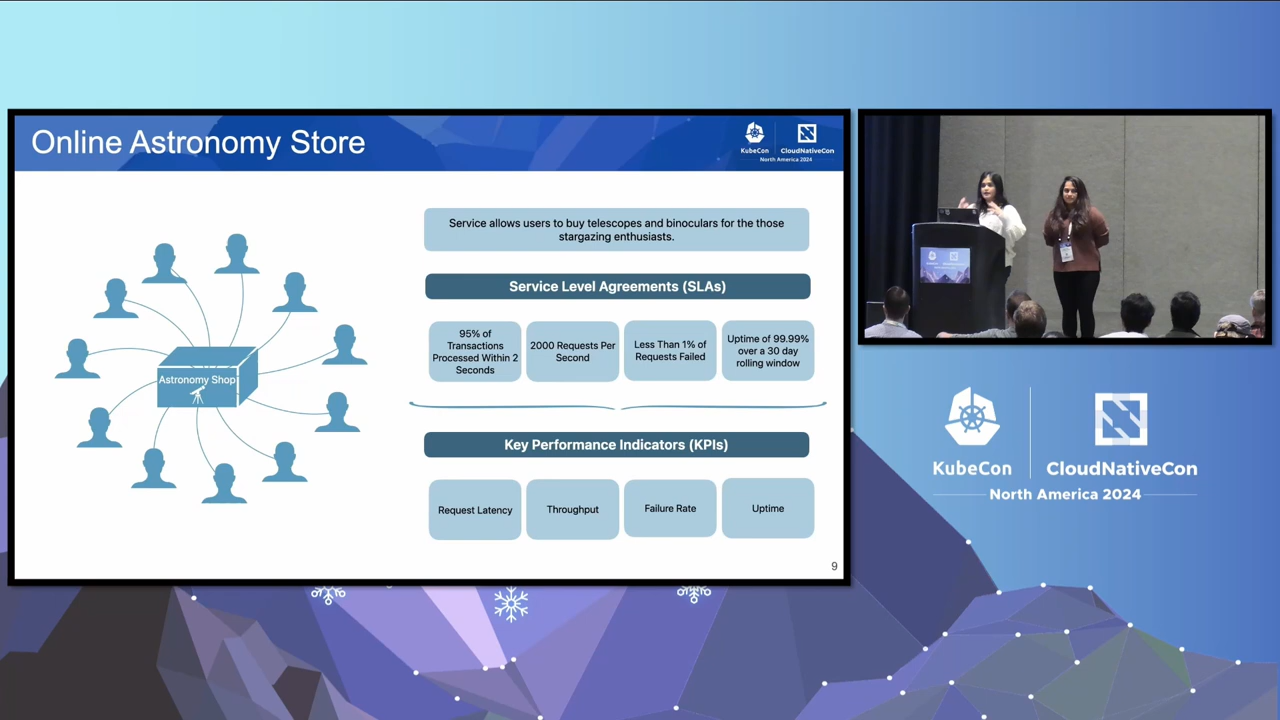 Online Astronomy Store
KubeCon
CloudNativeCon
North America 2024
Service allows users to buy telescopes and binoculars for the those
stargazing enthusiasts.
Service Level Agreements (SLAs)
95% of
Transactions
Processed Within 2
Seconds
2000 Requests Per
Second
Less Than 1% of
Requests Failed
Uptime of 99.99%
over a 30 day
rolling window
Astronomy Shop
Key Performance Indicators (KPIs)
Request Latency
Throughput
Failure Rate
Uptime
9
KubeCon
CloudNativeCon
North America 2024